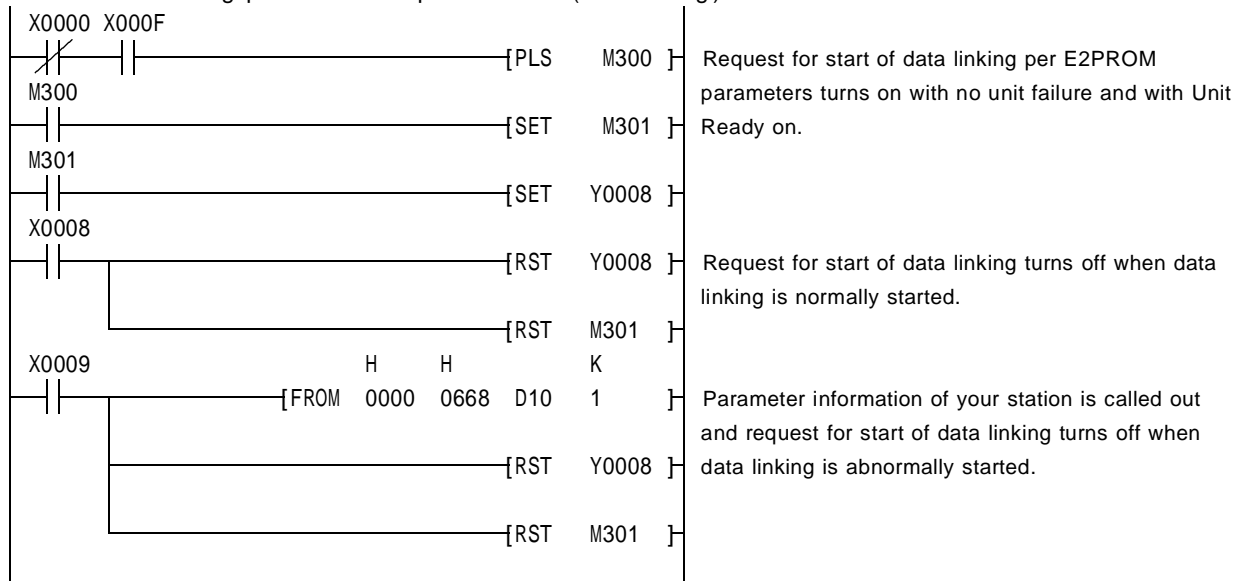 X0000 X000F
[PLS M300 ] Request for start of data linking per E2PROM
M300 parameters turns on with no unit failure and with Unit
[SET M301 ] Ready on.
M301
[SET Y0008 ]
X0008
[RST Y0008 ] Request for start of data linking turns off when data
linking is normally started.
[RST M301 ]
X0009 H H K
[FROM 0000 0668 D10 1 ] Parameter information of your station is called out
and request for start of data linking turns off when
[RST Y0008 ] data linking is abnormally started.
[RST M301 ]